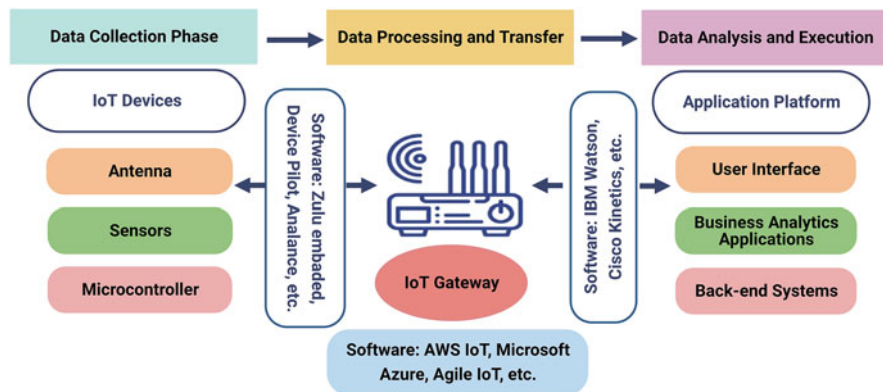 Data Collection Phase
Data Processing and Transfer
Data Analysis and Execution
IoT Devices
Antenna
Sensors
Microcontroller
Software: Zulu embaded,
Device Pilot, Analance, etc.
IoT Gateway
Software: AWS IoT, Microsoft
Azure, Agile IoT, etc.
Software: IBM Watson,
Cisco Kinetics, etc.
Application Platform
User Interface
Business Analytics
Applications
Back-end Systems